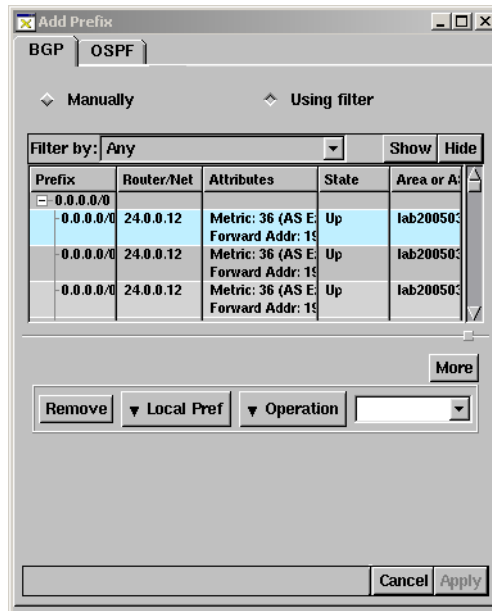 Add Prefix
BGP OSPF
Manually Using filter
Filter by: Any Show Hide
Prefix Router/Net Attributes State Area or A
0.0.0.0/0
0.0.0.0/0 24.0.0.12 Metric: 36 (AS E Up lab200503
Forward Addr: 19
0.0.0.0/0 24.0.0.12 Metric: 36 (AS E Up lab200503
Forward Addr: 19
0.0.0.0/0 24.0.0.12 Metric: 36 (AS E Up lab200503
Forward Addr: 19
More
Remove Local Pref Operation
Cancel Apply